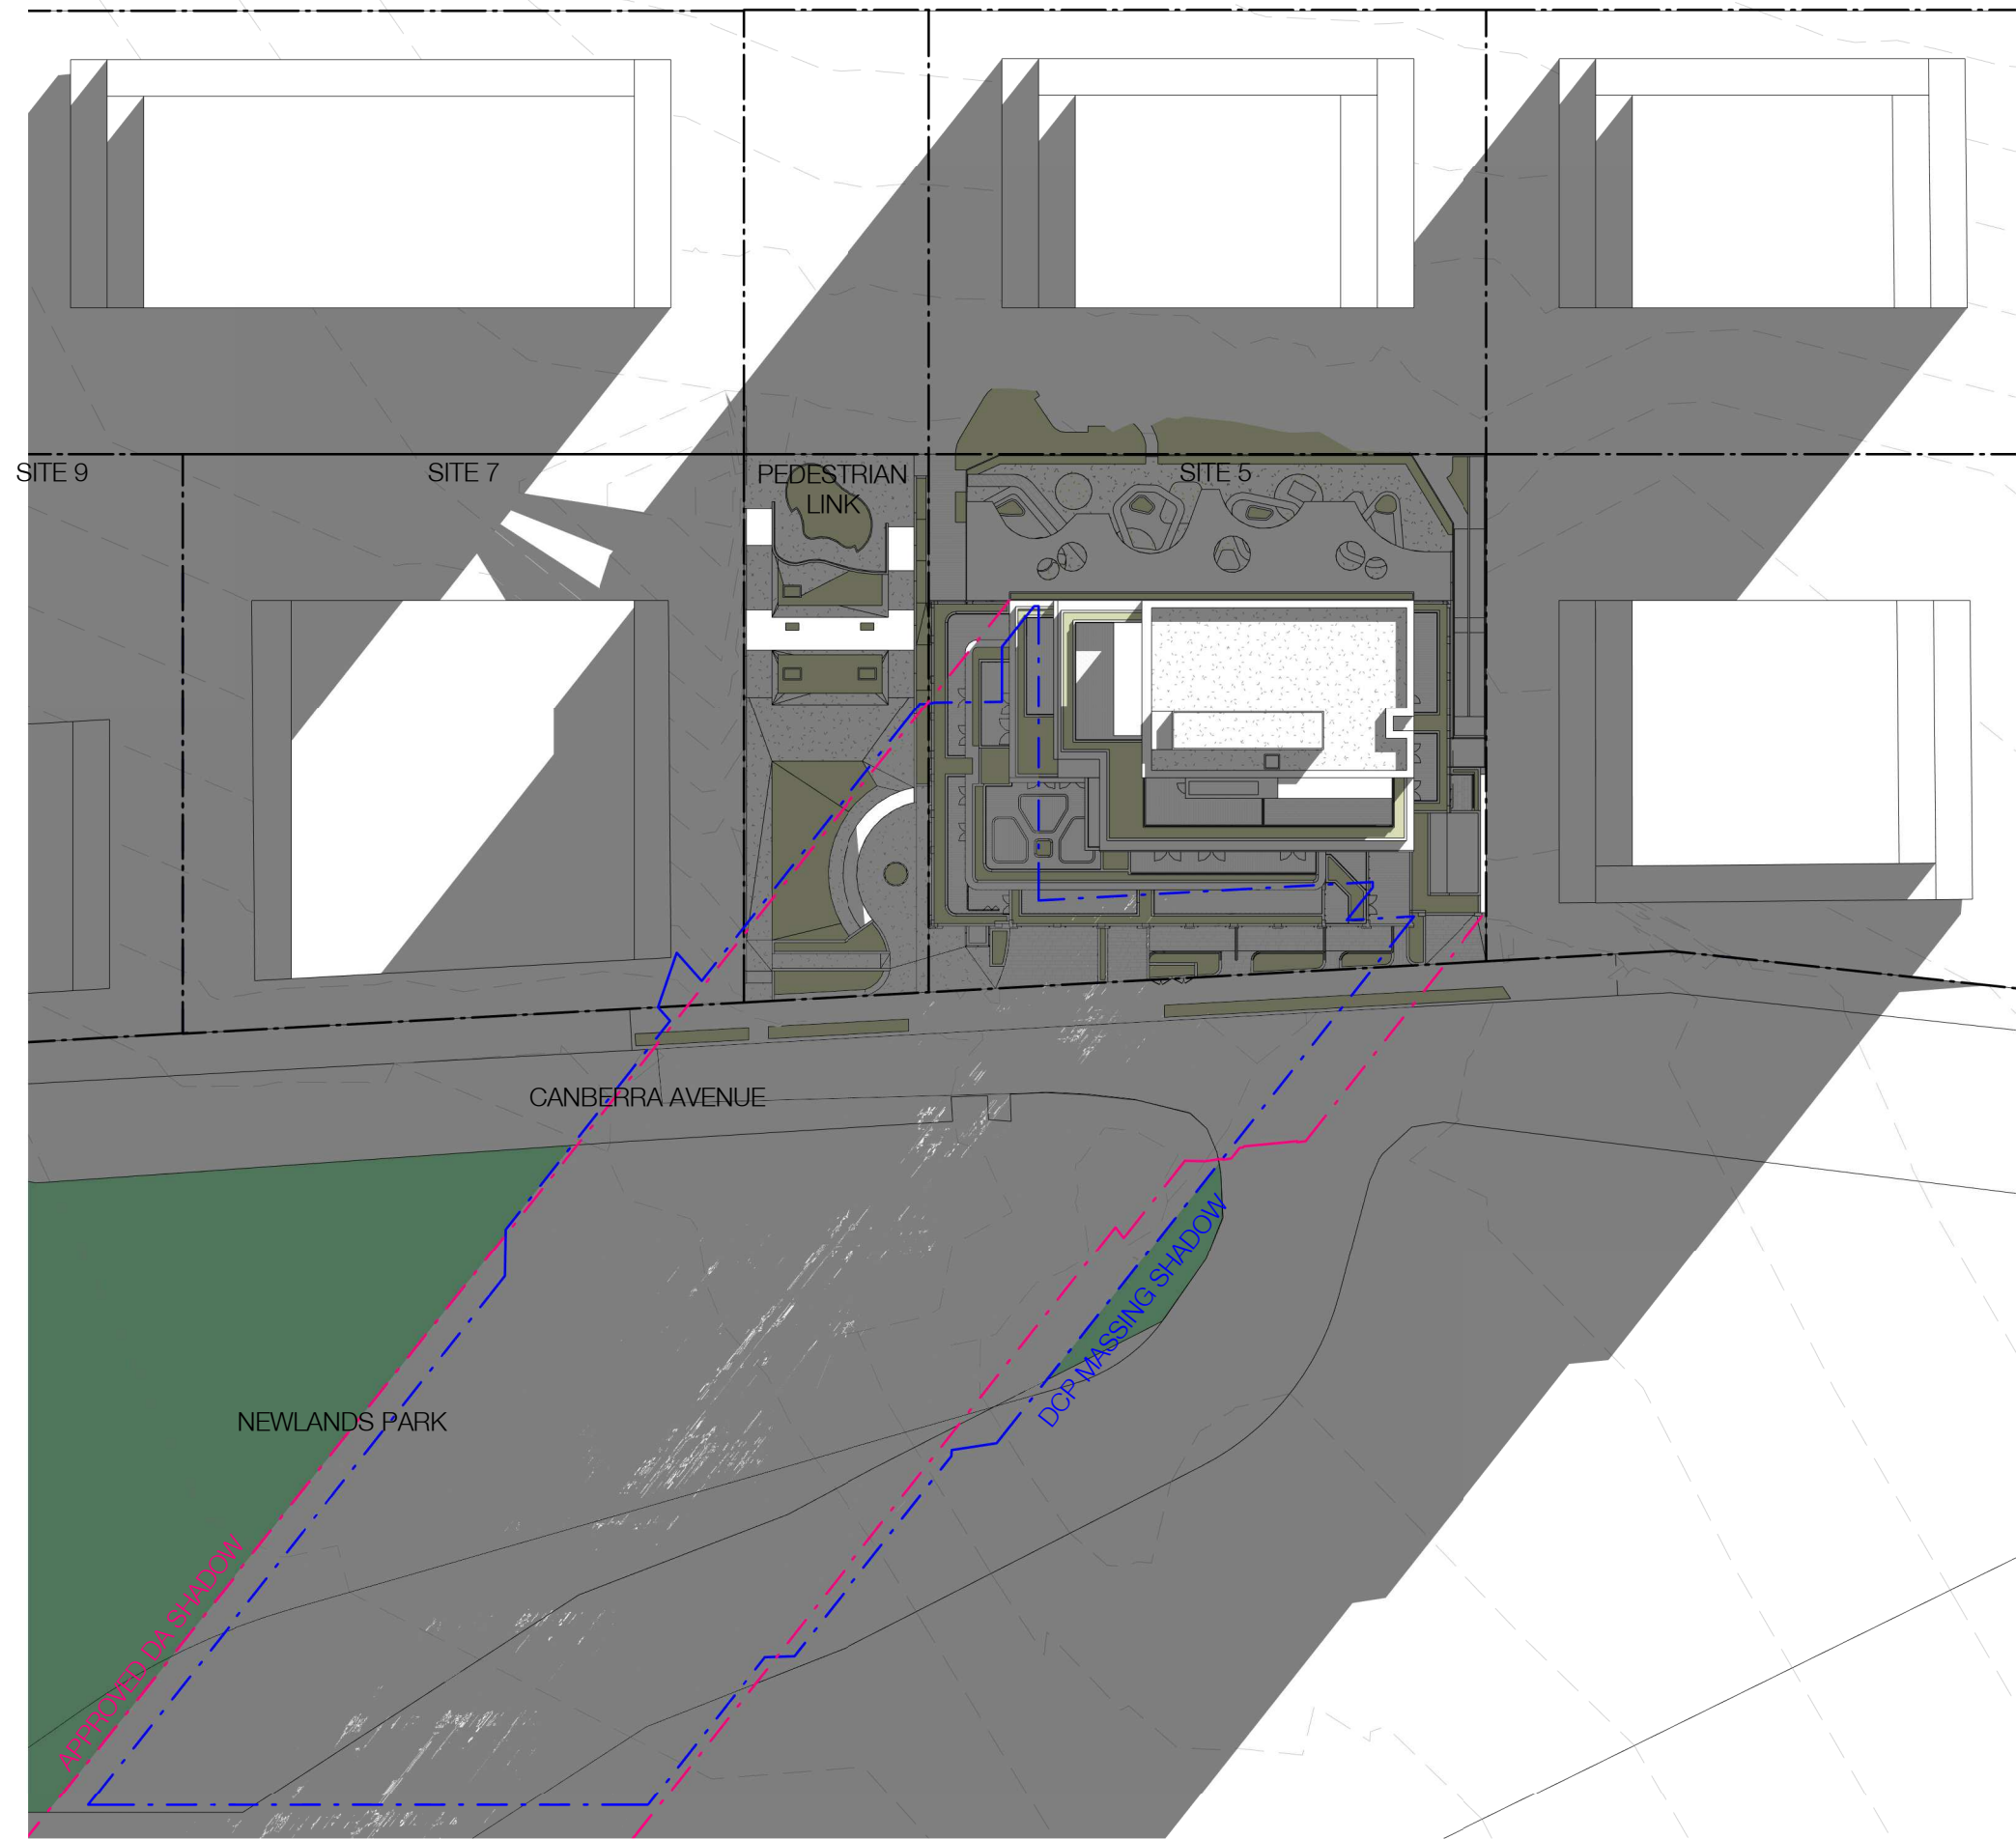 SITE 9
SITE 7
PEDESTRIAN
LINK
SITE 5
CANBERRA AVENUE
DCP MASSING SHADOW
NEWLANDS PARK
APPROVED DA SHADOW